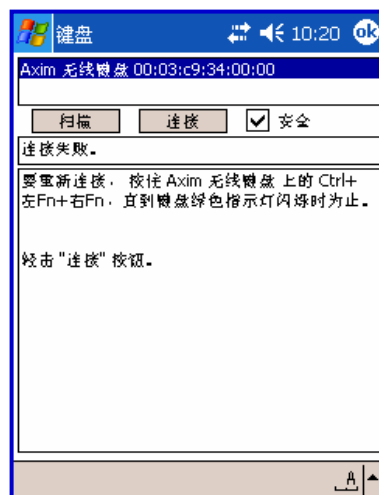 键盘 10:20 ok
Axim 无线键盘 00:03:c9:34:00:00
扫描 连接 安全
连接失败。
要重新连接，按住 Axim 无线键盘 上的 Ctrl+
左Fn+右Fn，直到键盘绿色指示灯闪烁时为止。
轻击 "连接" 按钮。
A